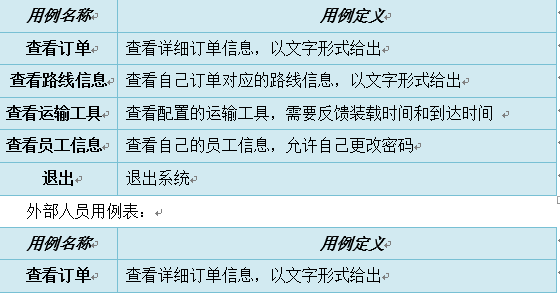 用例名称 用例定义
查看订单 查看详细订单信息，以文字形式给出
查看路线信息 查看自己订单对应的路线信息，以文字形式给出
查看运输工具 查看配置的运输工具，需要反馈装载时间和到达时间
查看员工信息 查看自己的员工信息，允许自己更改密码
退出 退出系统
外部人员用例表：
用例名称 用例定义
查看订单 查看详细订单信息，以文字形式给出